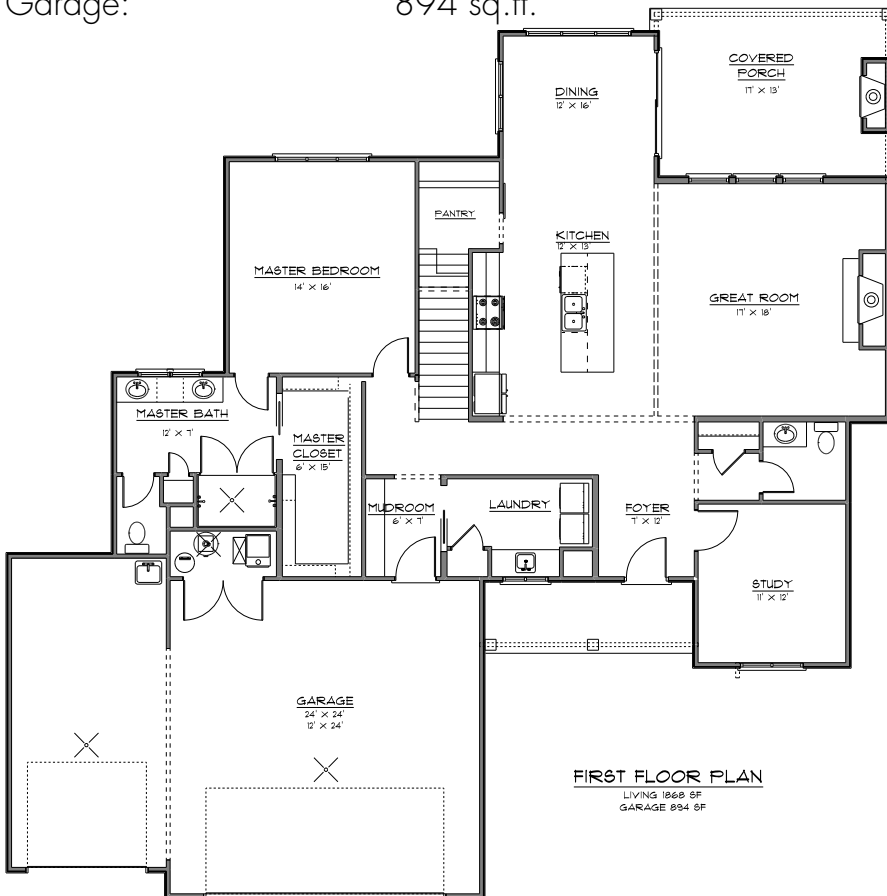 Garage: 894 sq.ft.
COVERED
PORCH
17' X 13'
DINING
12' X 16'
PANTRY
KITCHEN
12' X 13'
MASTER BEDROOM
14' X 16'
GREAT ROOM
17' X 18'
MASTER BATH
12' X 7'
MASTER
CLOSET
6' X 15'
MUDROOM
6' X 7'
LAUNDRY
FOYER
7' X 12'
STUDY
11' X 12'
GARAGE
24' X 24'
12' X 24'
FIRST FLOOR PLAN
LIVING 1868 SF
GARAGE 894 SF